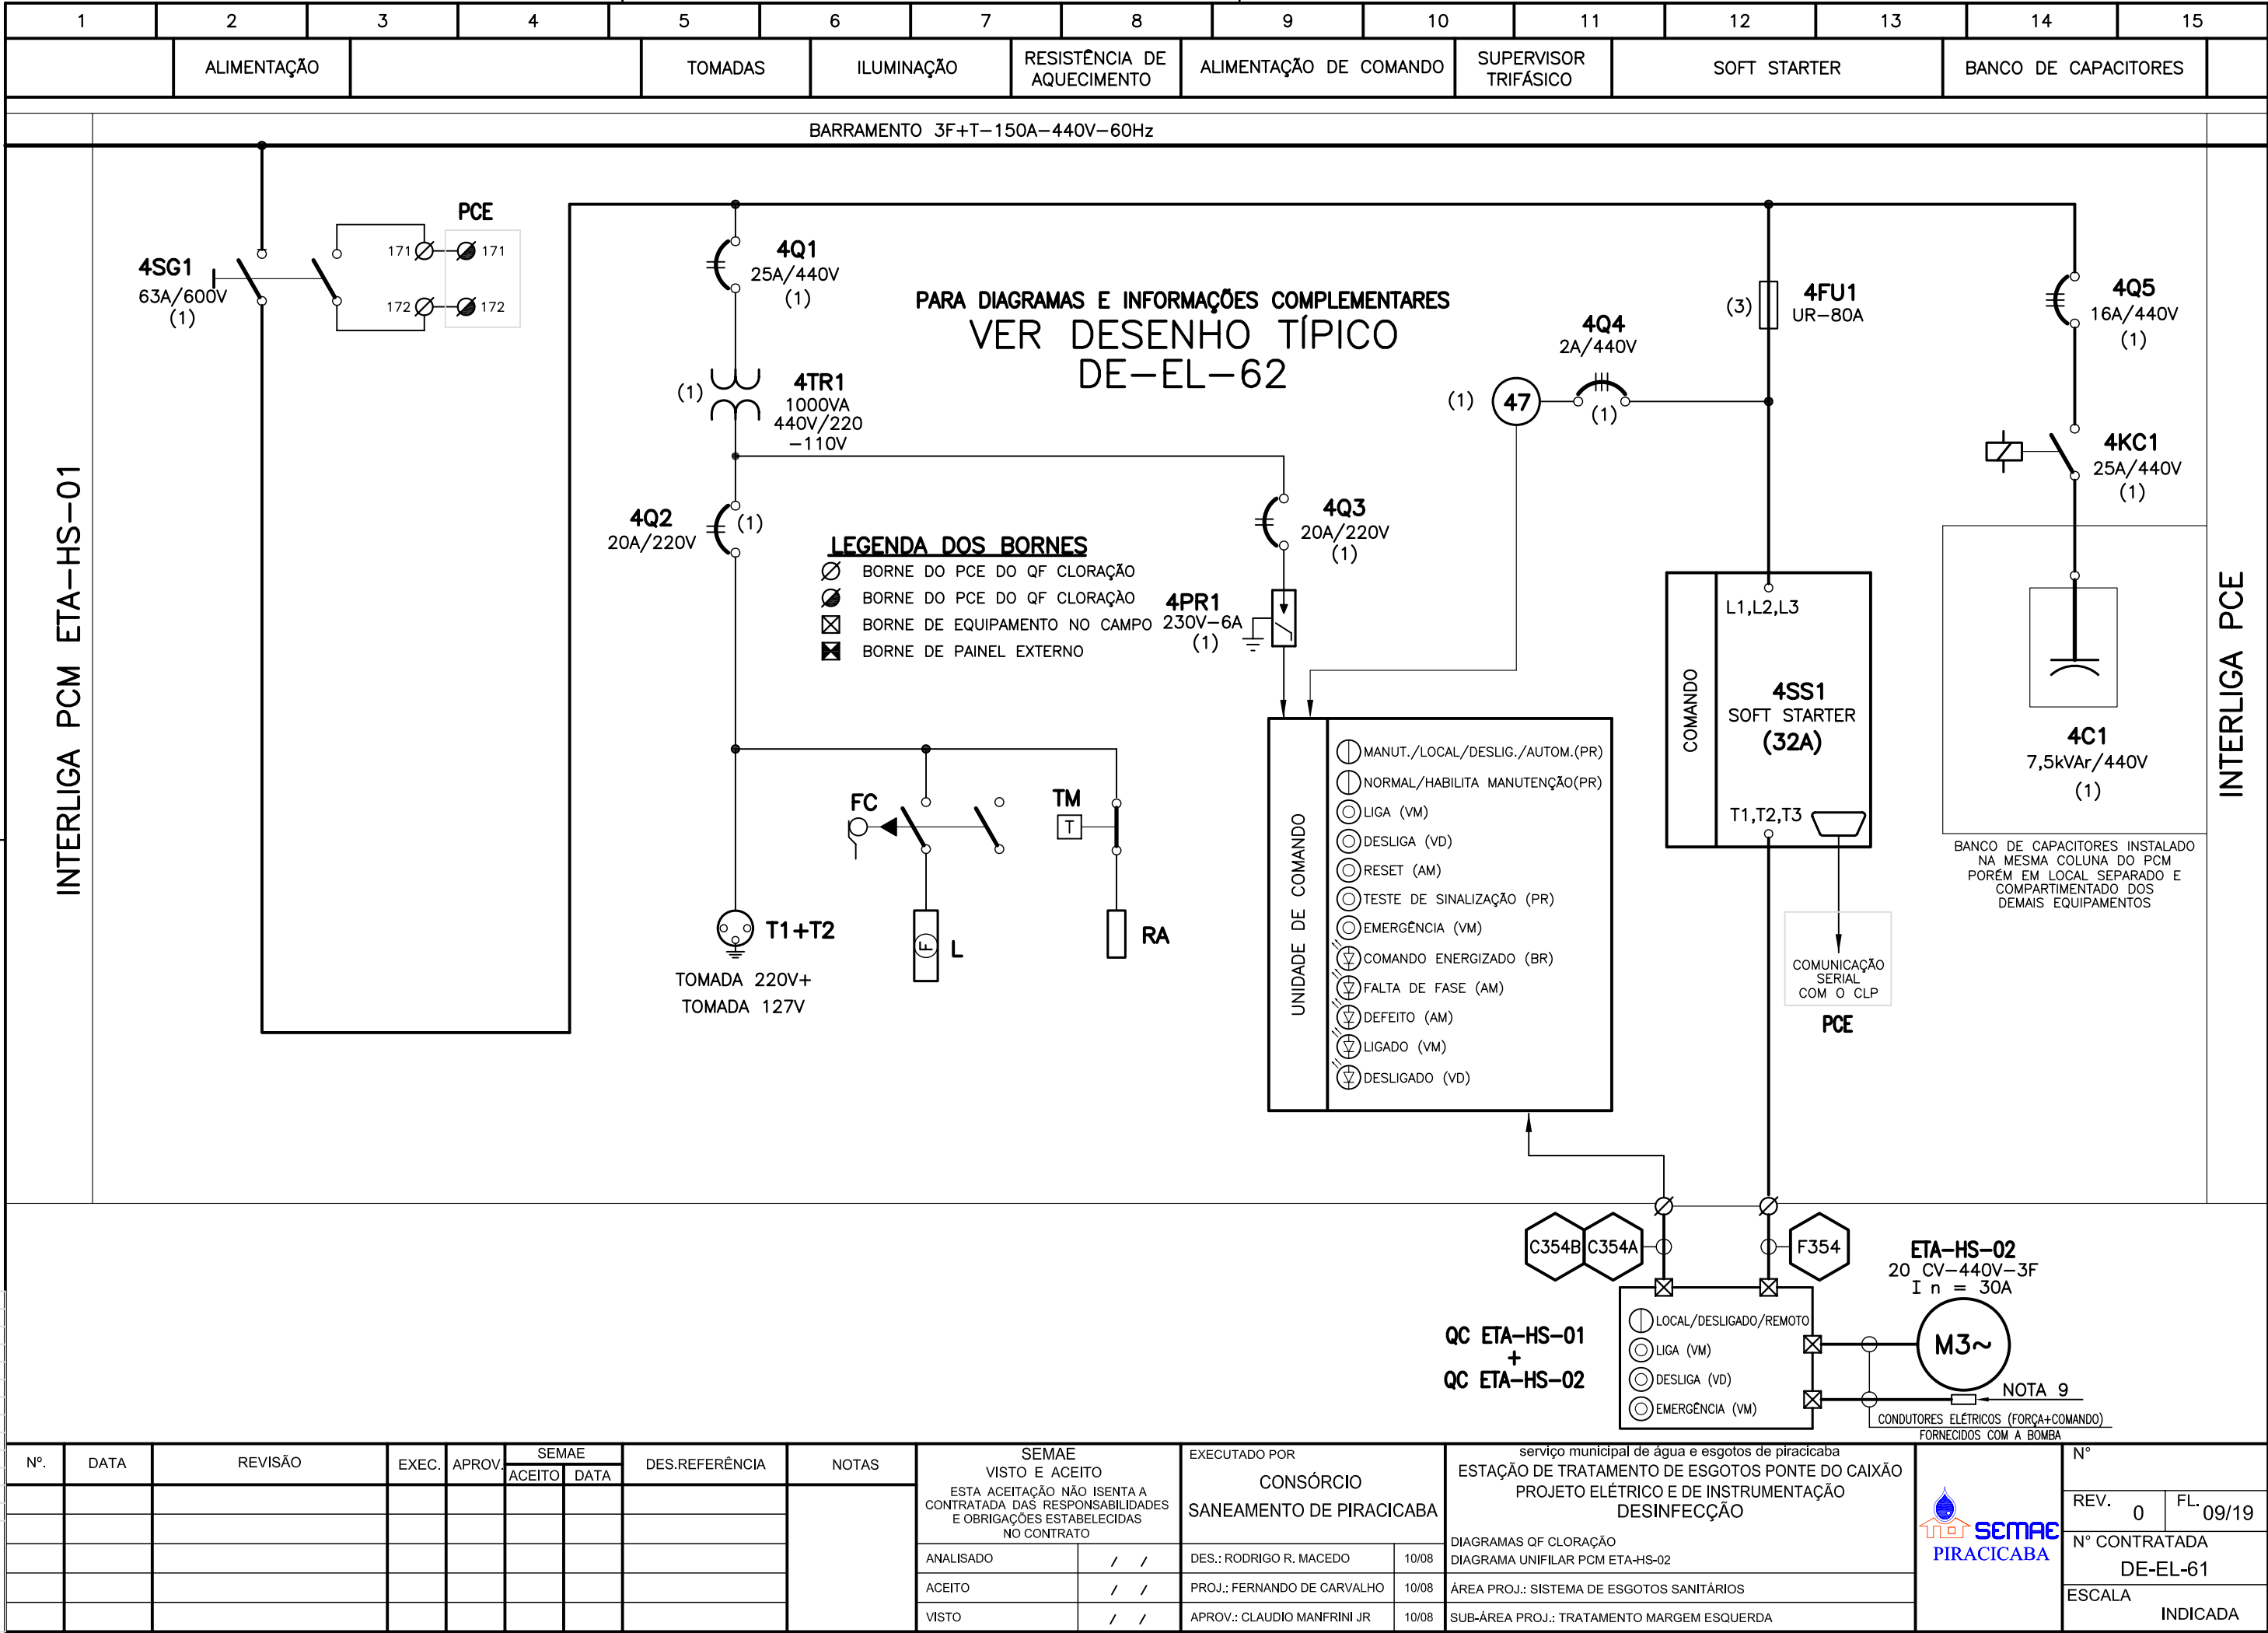 1 2 3 4 5 6 7 8 9 10 11 12 13 14 15
ALIMENTAÇÃO
TOMADAS
ILUMINAÇÃO
RESISTÊNCIA DE
AQUECIMENTO
ALIMENTAÇÃO DE COMANDO
SUPERVISOR
TRIFÁSICO
SOFT STARTER
BANCO DE CAPACITORES
BARRAMENTO 3F+T-150A-440V-60Hz
INTERLIGA PCM ETA-HS-01
INTERLIGA PCE
4SG1
63A/600V
(1)
PCE
171 171
172 172
4Q1
25A/440V
(1)
(1)
4TR1
1000VA
440V/220
-110V
PARA DIAGRAMAS E INFORMAÇÕES COMPLEMENTARES
VER DESENHO TÍPICO
DE-EL-62
4Q2
20A/220V
(1)
LEGENDA DOS BORNES
BORNE DO PCE DO QF CLORAÇÃO
BORNE DO PCE DO QF CLORAÇÃO
BORNE DE EQUIPAMENTO NO CAMPO
BORNE DE PAINEL EXTERNO
4Q3
20A/220V
(1)
4PR1
230V-6A
(1)
(1)
47
4Q4
2A/440V
(1)
(3)
4FU1
UR-80A
4Q5
16A/440V
(1)
4KC1
25A/440V
(1)
4C1
7,5kVAr/440V
(1)
BANCO DE CAPACITORES INSTALADO
NA MESMA COLUNA DO PCM
PORÉM EM LOCAL SEPARADO E
COMPARTIMENTADO DOS
DEMAIS EQUIPAMENTOS
COMANDO
L1,L2,L3
4SS1
SOFT STARTER
(32A)
T1,T2,T3
COMUNICAÇÃO
SERIAL
COM O CLP
PCE
FC
TM
T
T1+T2
TOMADA 220V+
TOMADA 127V
F
L
RA
UNIDADE DE COMANDO
MANUT./LOCAL/DESLIG./AUTOM.(PR)
NORMAL/HABILITA MANUTENÇÃO(PR)
LIGA (VM)
DESLIGA (VD)
RESET (AM)
TESTE DE SINALIZAÇÃO (PR)
EMERGÊNCIA (VM)
COMANDO ENERGIZADO (BR)
FALTA DE FASE (AM)
DEFEITO (AM)
LIGADO (VM)
DESLIGADO (VD)
C354B C354A
F354
ETA-HS-02
20 CV-440V-3F
I n = 30A
M3~
QC ETA-HS-01
+
QC ETA-HS-02
LOCAL/DESLIGADO/REMOTO
LIGA (VM)
DESLIGA (VD)
EMERGÊNCIA (VM)
NOTA 9
CONDUTORES ELÉTRICOS (FORÇA+COMANDO)
FORNECIDOS COM A BOMBA
Nº. DATA REVISÃO EXEC. APROV. SEMAE
ACEITO DATA
DES.REFERÊNCIA
NOTAS
SEMAE
VISTO E ACEITO
ESTA ACEITAÇÃO NÃO ISENTA A
CONTRATADA DAS RESPONSABILIDADES
E OBRIGAÇÕES ESTABELECIDAS
NO CONTRATO
ANALISADO / /
ACEITO / /
VISTO / /
EXECUTADO POR
CONSÓRCIO
SANEAMENTO DE PIRACICABA
DES.: RODRIGO R. MACEDO 10/08
PROJ.: FERNANDO DE CARVALHO 10/08
APROV.: CLAUDIO MANFRINI JR 10/08
serviço municipal de água e esgotos de piracicaba
ESTAÇÃO DE TRATAMENTO DE ESGOTOS PONTE DO CAIXÃO
PROJETO ELÉTRICO E DE INSTRUMENTAÇÃO
DESINFECÇÃO
DIAGRAMAS QF CLORAÇÃO
DIAGRAMA UNIFILAR PCM ETA-HS-02
ÁREA PROJ.: SISTEMA DE ESGOTOS SANITÁRIOS
SUB-ÁREA PROJ.: TRATAMENTO MARGEM ESQUERDA
SEMAE
PIRACICABA
N°
REV. 0
FL. 09/19
N° CONTRATADA
DE-EL-61
ESCALA
INDICADA